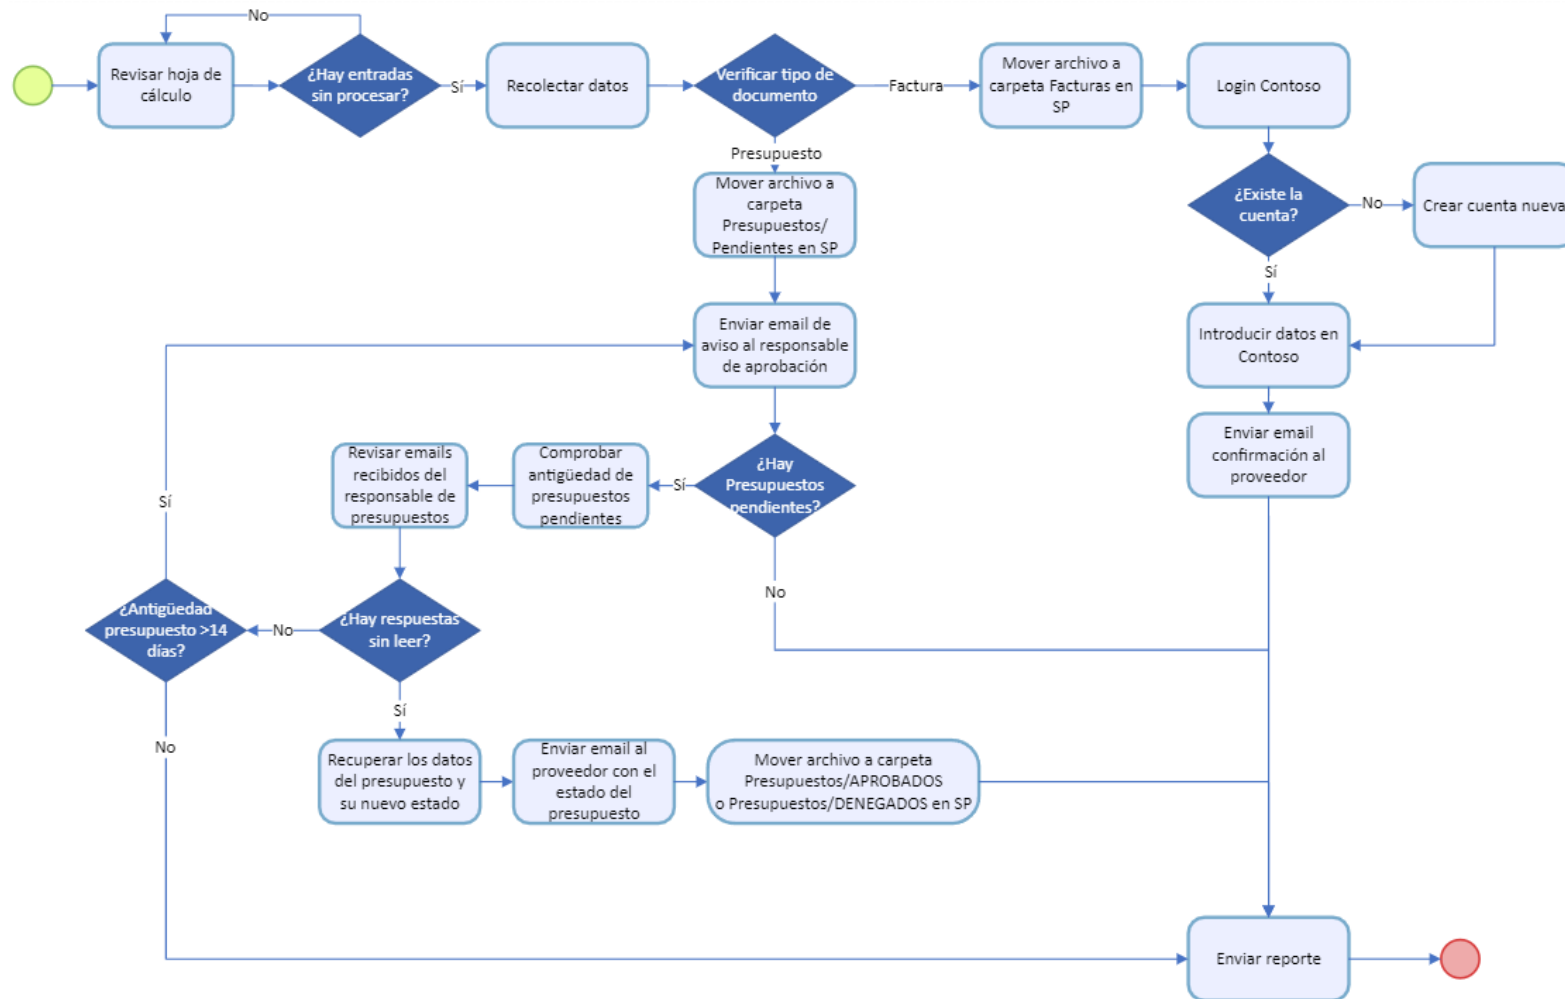 No
Revisar hoja de
cálculo
¿Hay entradas
sin procesar?
Sí
Recolectar datos
Verificar tipo de
documento
Factura
Mover archivo a
carpeta Facturas en
SP
Login Contoso
Presupuesto
Mover archivo a
carpeta
Presupuestos/
Pendientes en SP
¿Existe la
cuenta?
No
Crear cuenta nueva
Sí
Enviar email de
aviso al responsable
de aprobación
Introducir datos en
Contoso
Enviar email
confirmación al
proveedor
¿Hay
Presupuestos
pendientes?
Sí
Comprobar
antigüedad de
presupuestos
pendientes
Revisar emails
recibidos del
responsable de
presupuestos
Sí
No
¿Hay respuestas
sin leer?
No
¿Antigüedad
presupuesto >14
días?
Sí
No
Recuperar los datos
del presupuesto y
su nuevo estado
Enviar email al
proveedor con el
estado del
presupuesto
Mover archivo a carpeta
Presupuestos/APROBADOS
o Presupuestos/DENEGADOS en SP
Enviar reporte